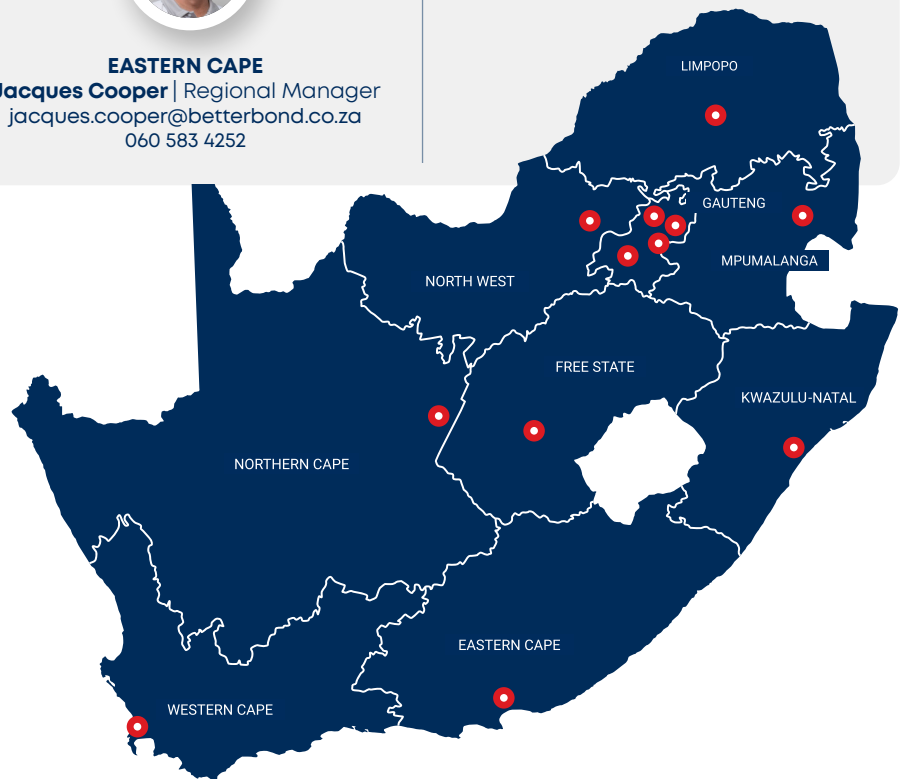 EASTERN CAPE
Jacques Cooper | Regional Manager
jacques.cooper@betterbond.co.za
060 583 4252
LIMPOPO
GAUTENG
MPUMALANGA
NORTH WEST
FREE STATE
KWAZULU-NATAL
NORTHERN CAPE
EASTERN CAPE
WESTERN CAPE